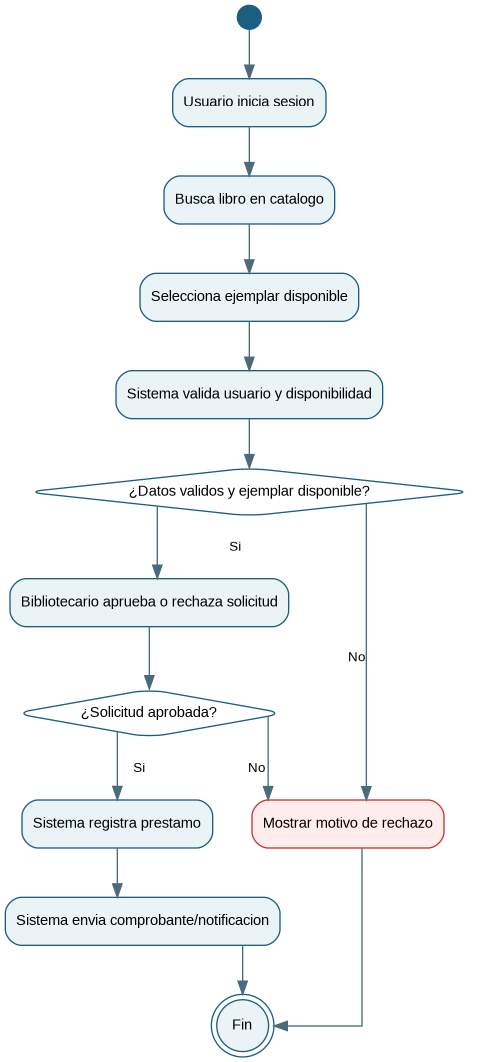 Usuario inicia sesion
Busca libro en catalogo
Selecciona ejemplar disponible
Sistema valida usuario y disponibilidad
¿Datos validos y ejemplar disponible?
Si
Bibliotecario aprueba o rechaza solicitud
No
¿Solicitud aprobada?
Si
No
Sistema registra prestamo
Mostrar motivo de rechazo
Sistema envia comprobante/notificacion
Fin